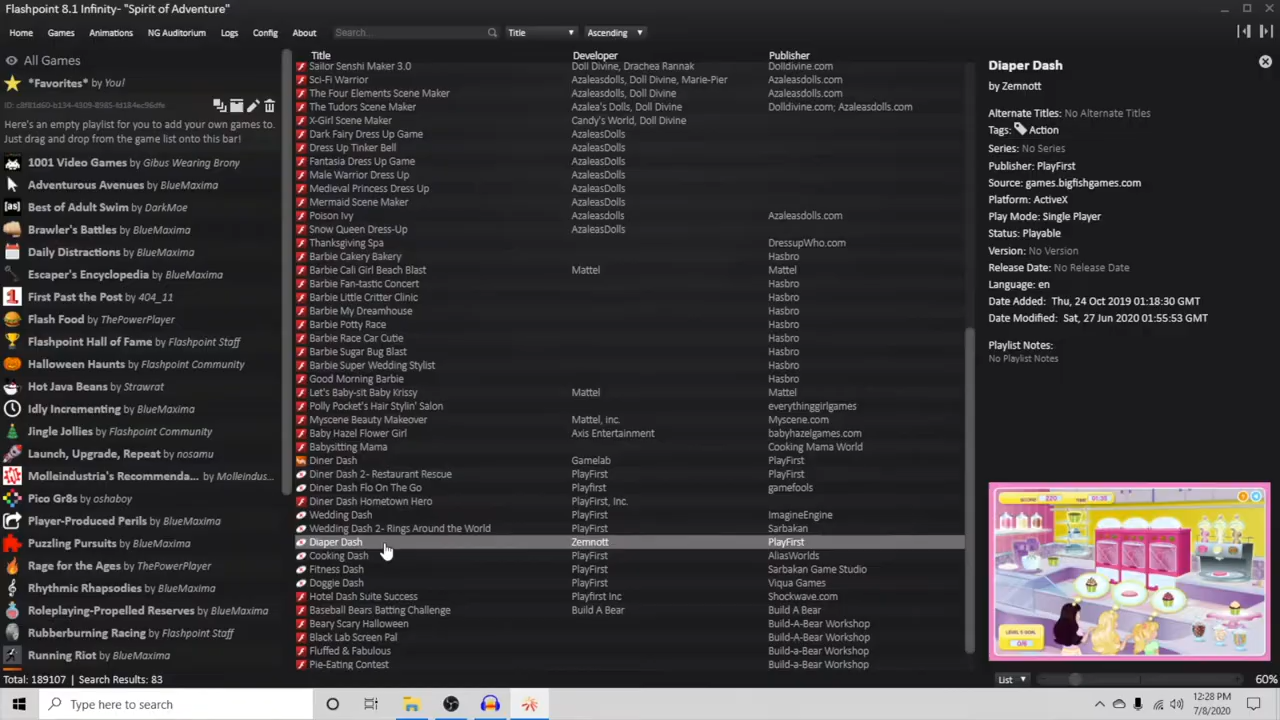 Flashpoint 8.1 Infinity- "Spirit of Adventure"
Home Games Animations NG Auditorium Logs Config About Search... Title Ascending
All Games
*Favorites* by You!
Here's an empty playlist for you to add your own games to.
Just drag and drop from the game list onto this bar!
1001 Video Games by Gibus Wearing Brony
Adventurous Avenues by BlueMaxima
Best of Adult Swim by DarkMoe
Brawler's Battles by BlueMaxima
Daily Distractions by BlueMaxima
Escaper's Encyclopedia by BlueMaxima
First Past the Post by 404_11
Flash Food by ThePowerPlayer
Flashpoint Hall of Fame by Flashpoint Staff
Halloween Haunts by Flashpoint Community
Hot Java Beans by Strawrat
Idly Incrementing by BlueMaxima
Jingle Jollies by Flashpoint Community
Launch, Upgrade, Repeat by nosamu
Molleindustria's Recommenda... by Molleindus...
Pico Gr8s by oshaboy
Player-Produced Perils by BlueMaxima
Puzzling Pursuits by BlueMaxima
Rage for the Ages by ThePowerPlayer
Rhythmic Rhapsodies by BlueMaxima
Roleplaying-Propelled Reserves by BlueMaxima
Rubberburning Racing by Flashpoint Staff
Running Riot by BlueMaxima
Title Developer Publisher
Sailor Senshi Maker 3.0 Doll Divine, Drachea Rannak Dolldivine.com
Sci-Fi Warrior Azaleasdolls, Doll Divine, Marie-Pier Azaleasdolls.com
The Four Elements Scene Maker Azaleasdolls, Doll Divine Azaleasdolls.com
The Tudors Scene Maker Azalea's Dolls, Doll Divine Dolldivine.com; Azaleasdolls.com
X-Girl Scene Maker Candy's World, Doll Divine
Dark Fairy Dress Up Game AzaleasDolls
Dress Up Tinker Bell AzaleasDolls
Fantasia Dress Up Game AzaleasDolls
Male Warrior Dress Up AzaleasDolls
Medieval Princess Dress Up AzaleasDolls
Mermaid Scene Maker AzaleasDolls
Poison Ivy Azaleasdolls Azaleasdolls.com
Snow Queen Dress-Up AzaleasDolls
Thanksgiving Spa DressupWho.com
Barbie Cakery Bakery Hasbro
Barbie Cali Girl Beach Blast Mattel Mattel
Barbie Fan-tastic Concert Hasbro
Barbie Little Critter Clinic Hasbro
Barbie My Dreamhouse Hasbro
Barbie Potty Race Hasbro
Barbie Race Car Cutie Hasbro
Barbie Sugar Bug Blast Hasbro
Barbie Super Wedding Stylist Hasbro
Good Morning Barbie Hasbro
Let's Baby-sit Baby Krissy Mattel Mattel
Polly Pocket's Hair Stylin' Salon everythinggirlgames
Myscene Beauty Makeover Mattel, inc. Myscene.com
Baby Hazel Flower Girl Axis Entertainment babyhazelgames.com
Babysitting Mama Cooking Mama World
Diner Dash Gamelab PlayFirst
Diner Dash 2- Restaurant Rescue PlayFirst PlayFirst
Diner Dash Flo On The Go Playfirst gamefools
Diner Dash Hometown Hero PlayFirst, Inc.
Wedding Dash PlayFirst ImagineEngine
Wedding Dash 2- Rings Around the World PlayFirst Sarbakan
Diaper Dash Zemnott PlayFirst
Cooking Dash PlayFirst AliasWorlds
Fitness Dash PlayFirst Sarbakan Game Studio
Doggie Dash PlayFirst Viqua Games
Hotel Dash Suite Success Playfirst Inc Shockwave.com
Baseball Bears Batting Challenge Build A Bear Build A Bear
Beary Scary Halloween Build-A-Bear Workshop
Black Lab Screen Pal Build-A-Bear Workshop
Fluffed & Fabulous Build-A-Bear Workshop
Pie-Eating Contest Build-a-Bear Workshop
Diaper Dash
by Zemnott
Alternate Titles: No Alternate Titles
Tags: Action
Series: No Series
Publisher: PlayFirst
Source: games.bigfishgames.com
Platform: ActiveX
Play Mode: Single Player
Status: Playable
Version: No Version
Release Date: No Release Date
Language: en
Date Added: Thu, 24 Oct 2019 01:18:30 GMT
Date Modified: Sat, 27 Jun 2020 01:55:53 GMT
Playlist Notes:
No Playlist Notes
220
Total: 189107 | Search Results: 83
List 60%
Type here to search
12:28 PM
7/8/2020